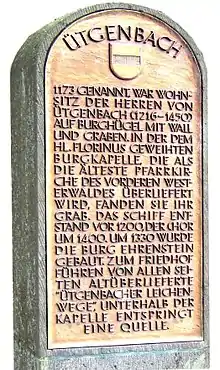 ÜTGENBACH
1173 GENANNT, WAR WOHN-
SITZ DER HERREN VON
ÜTGENBACH (1216-1450)
AUF BURGHÜGEL MIT WALL
UND GRABEN. IN DER DEM
HL. FLORINUS GEWEIHTEN
BURGKAPELLE, DIE ALS
DIE ÄLTESTE PFARRKIR-
CHE DES VORDEREN WEST-
ERWALDES ÜBERLIEFERT
WIRD, FANDEN SIE IHR
GRAB. DAS SCHIFF ENT-
STAND VOR 1200, DER CHOR
UM 1400. UM 1330 WURDE
DIE BURG EHRENSTEIN
GEBAUT. ZUM FRIEDHOF
FÜHREN VON ALLEN SEI-
TEN ALTÜBERLIEFERTE
"ÜTGENBACHER LEICHEN-
WEGE", UNTERHALB DER
KAPELLE ENTSPRINGT
EINE QUELLE.